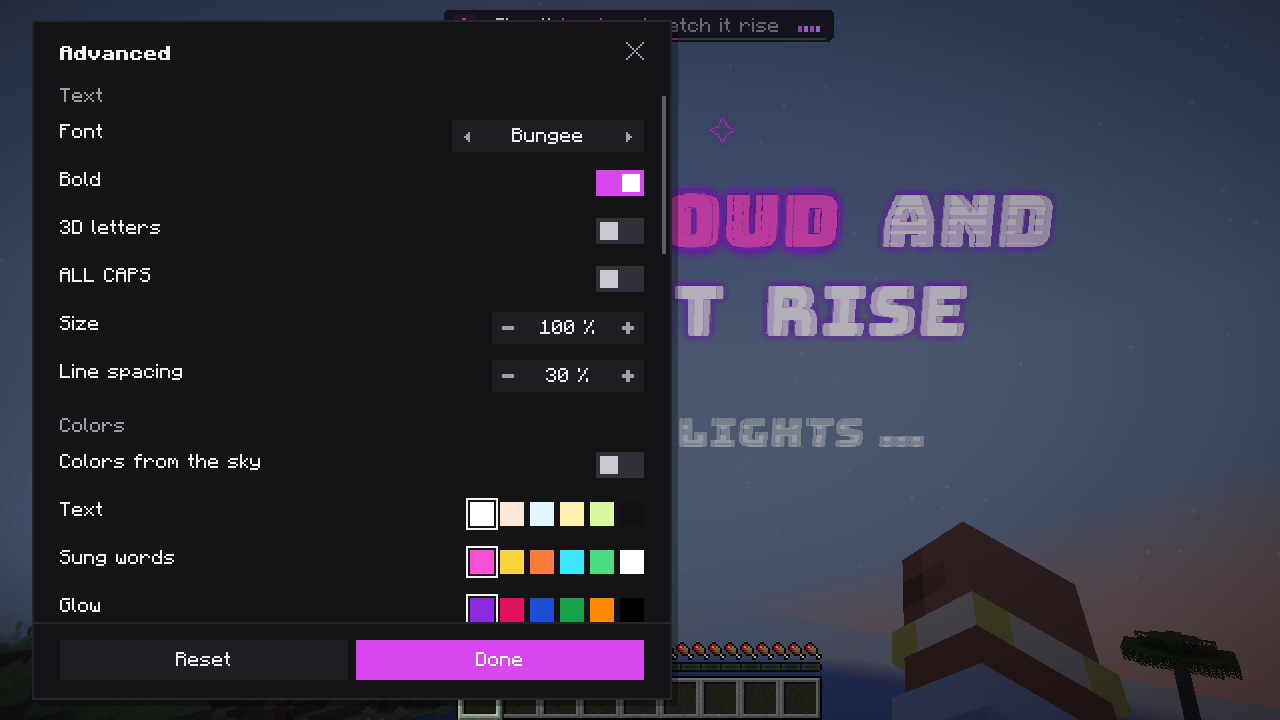 atch it rise
Advanced
Text
Font
Bungee
Bold
3D letters
ALL CAPS
Size
100 %
Line spacing
30 %
Colors
Colors from the sky
Text
Sung words
Glow
Reset
Done
OUD AND
T RISE
LIGHTS ...